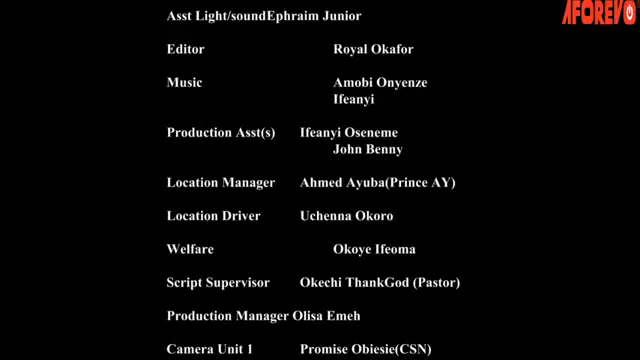 AFOREVO
Asst Light/soundEphraim Junior
Editor Royal Okafor
Music Amobi Onyenze
Ifeanyi
Production Asst(s) Ifeanyi Oseneme
John Benny
Location Manager Ahmed Ayuba(Prince AY)
Location Driver Uchenna Okoro
Welfare Okoye Ifeoma
Script Supervisor Okechi ThankGod (Pastor)
Production Manager Olisa Emeh
Camera Unit 1 Promise Obiesie(CSN)